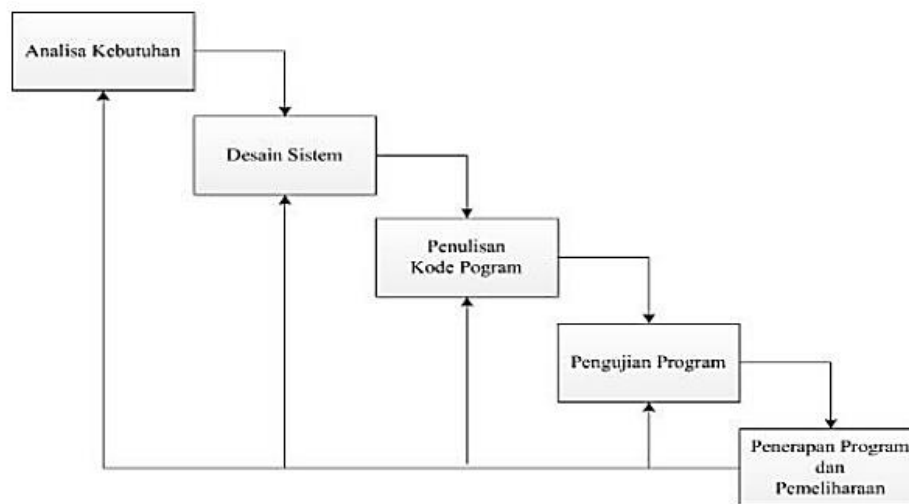 Analisa Kebutuhan
Desain Sistem
Penulisan
Kode Pogram
Pengujian Program
Penerapan Program
dan
Pemeliharaan